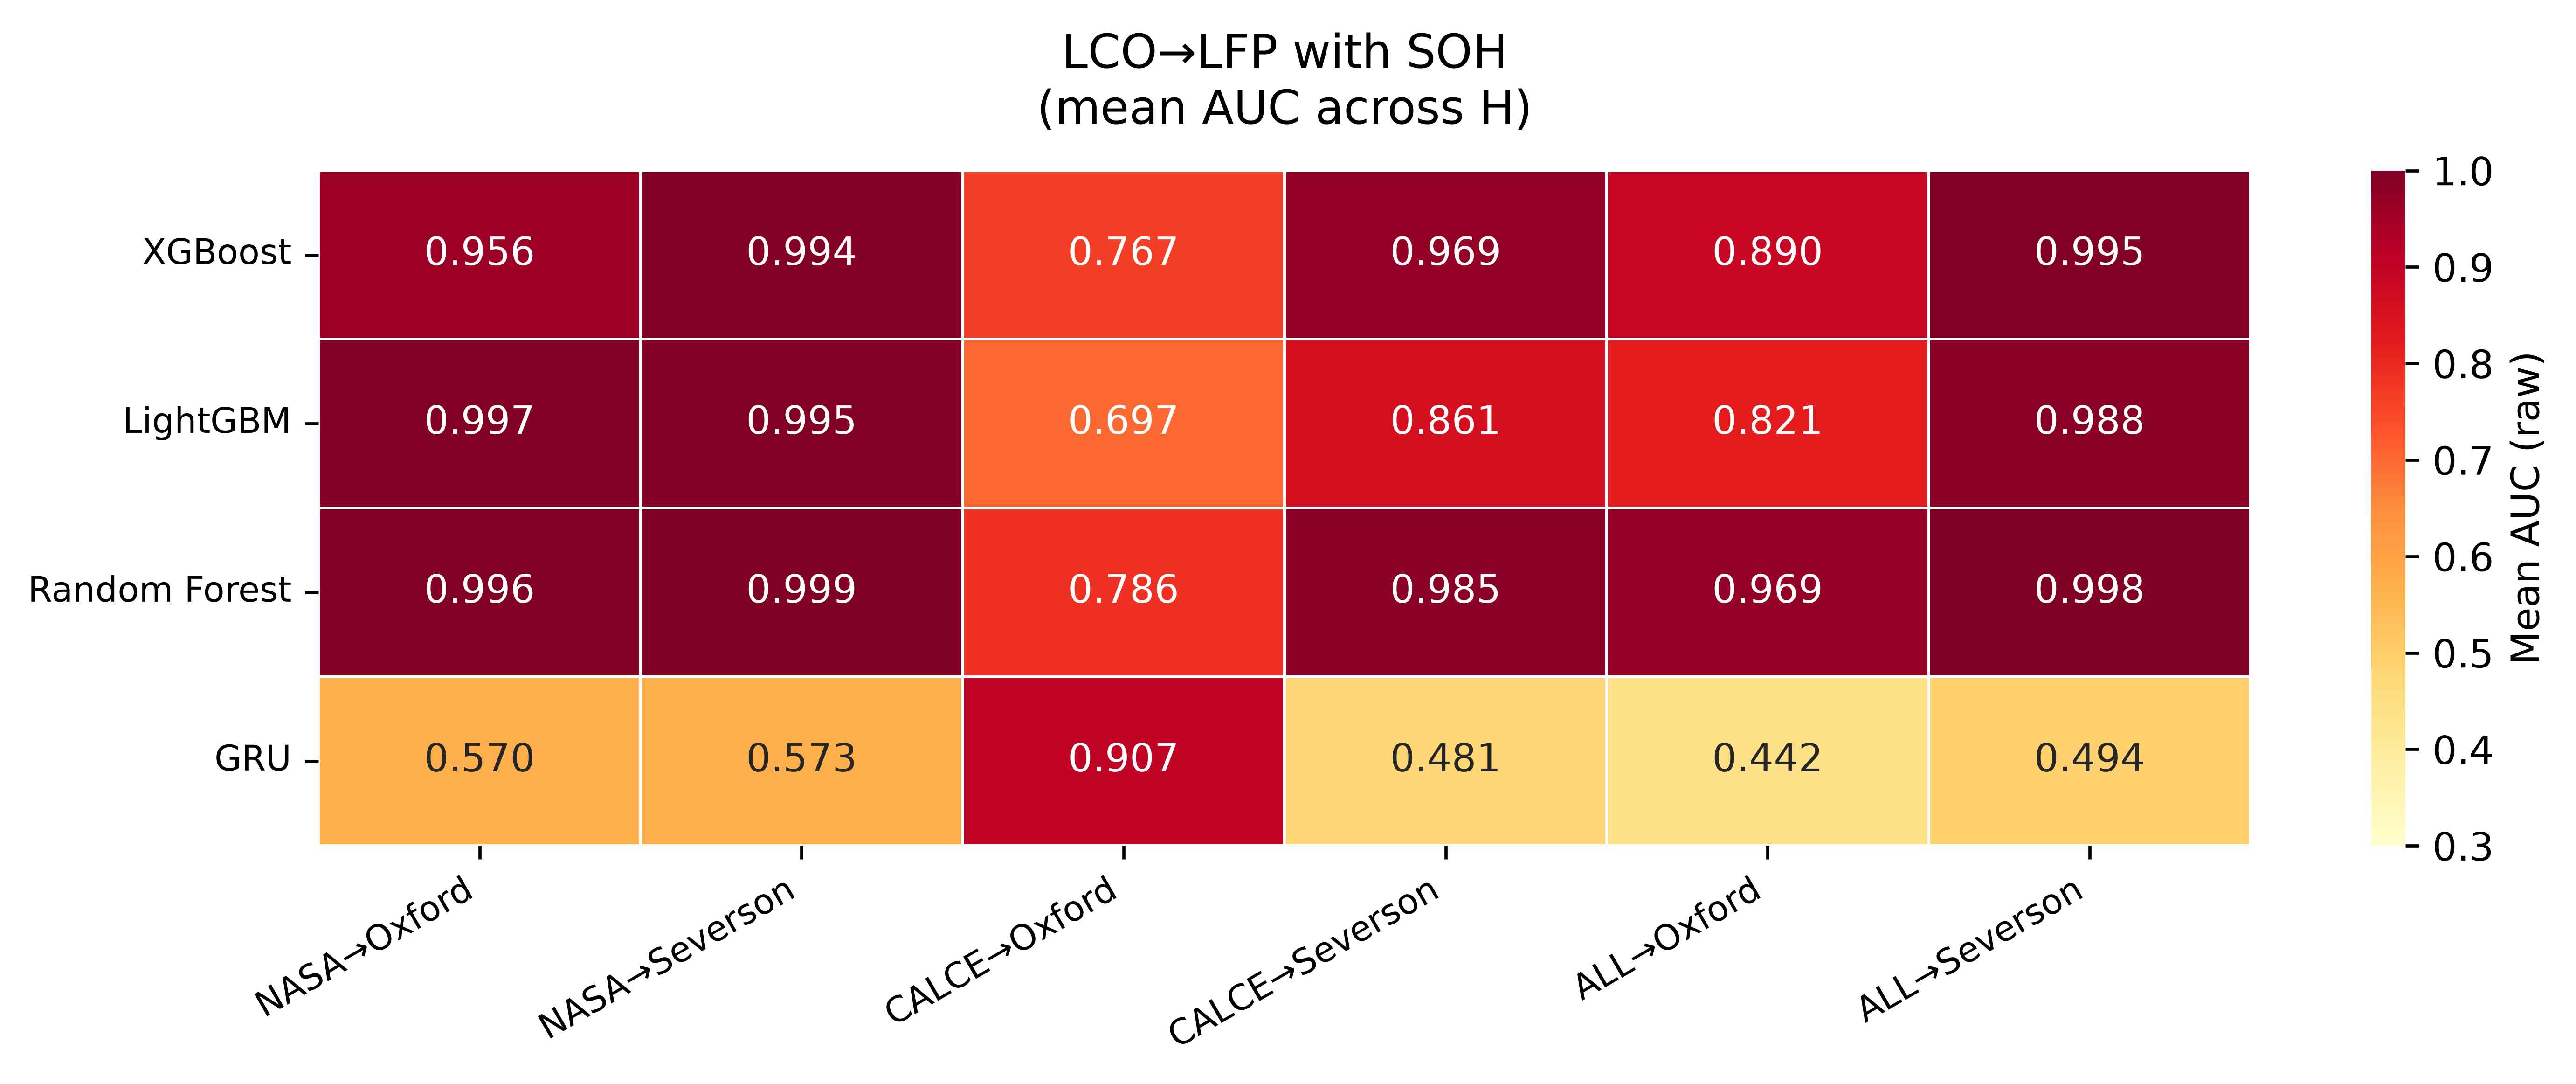 LCO→LFP with SOH
(mean AUC across H)
XGBoost 0.956 0.994 0.767 0.969 0.890 0.995
LightGBM 0.997 0.995 0.697 0.861 0.821 0.988
Random Forest 0.996 0.999 0.786 0.985 0.969 0.998
GRU 0.570 0.573 0.907 0.481 0.442 0.494
NASA→Oxford NASA→Severson CALCE→Oxford CALCE→Severson ALL→Oxford ALL→Severson
1.0
0.9
0.8
0.7
0.6
0.5
0.4
0.3
Mean AUC (raw)